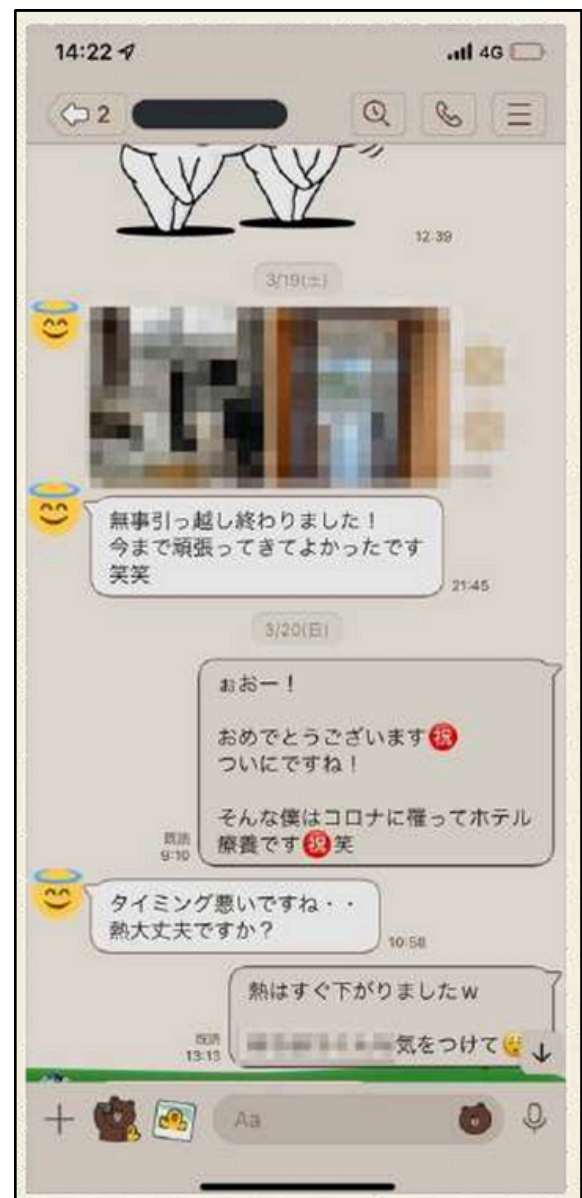 14:22
4G
2
12:39
3/19(土)
無事引っ越し終わりました！
今まで頑張ってきてよかったです
笑笑
21:45
3/20(日)
ぉおー！
おめでとうございます㊗
ついにですね！
そんな僕はコロナに罹ってホテル
療養です㊗笑
既読
9:10
タイミング悪いですね・・
熱大丈夫ですか？
10:58
熱はすぐ下がりましたｗ
気をつけて
既読
13:13
Aa